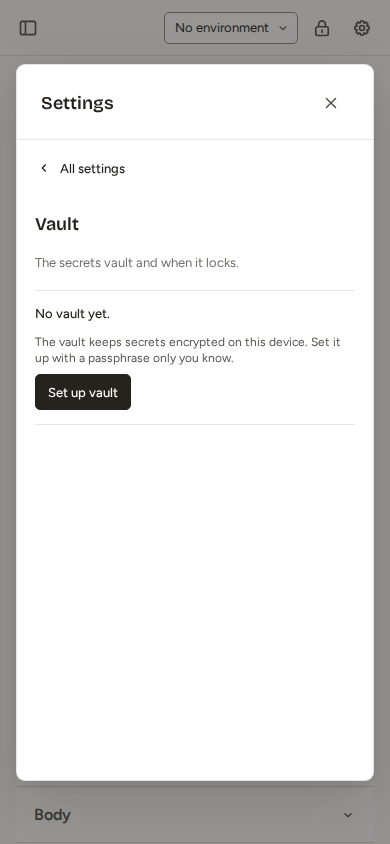 No environment
Settings
All settings
Vault
The secrets vault and when it locks.
No vault yet.
The vault keeps secrets encrypted on this device. Set it
up with a passphrase only you know.
Set up vault
Body